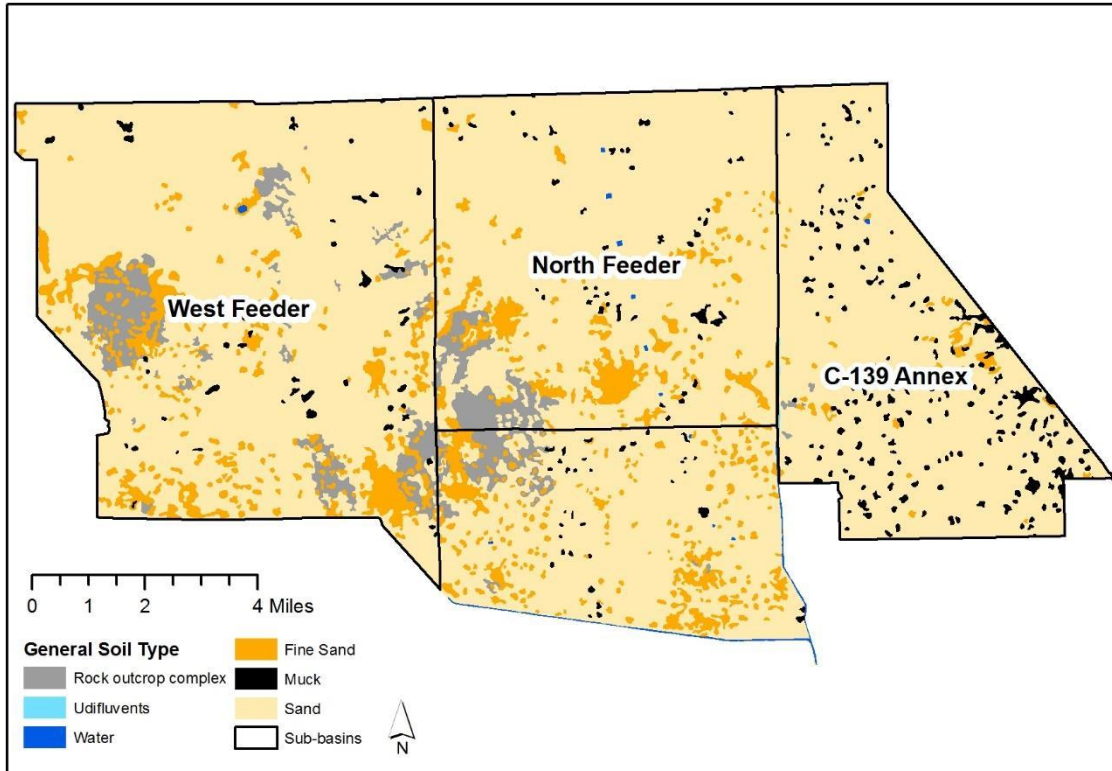 North Feeder
West Feeder
C-139 Annex
0 1 2 4 Miles
General Soil Type
Rock outcrop complex
Udifluvents
Water
Fine Sand
Muck
Sand
Sub-basins
N